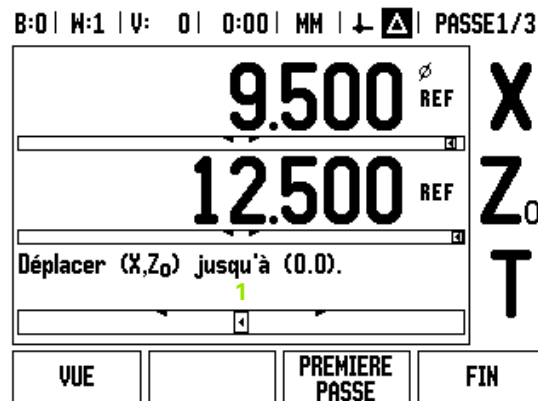 B:0 | W:1 | V: 0 | 0:00 | MM | PASSE1/3
9.500 Ø REF X
12.500 REF Z0
Déplacer (X,Z0) jusqu'à (0.0).
T
1
VUE PREMIERE PASSE FIN